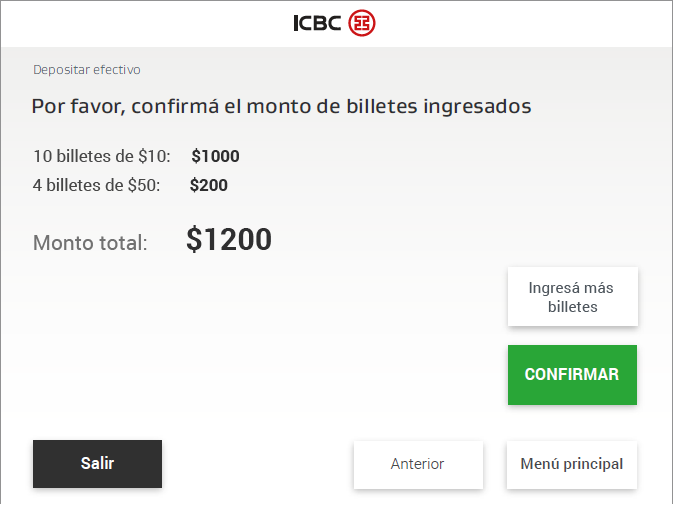 ICBC
Depositar efectivo
Por favor, confirmá el monto de billetes ingresados
10 billetes de $10: $1000
4 billetes de $50: $200
Monto total: $1200
Ingresá más
billetes
CONFIRMAR
Salir Anterior Menú principal